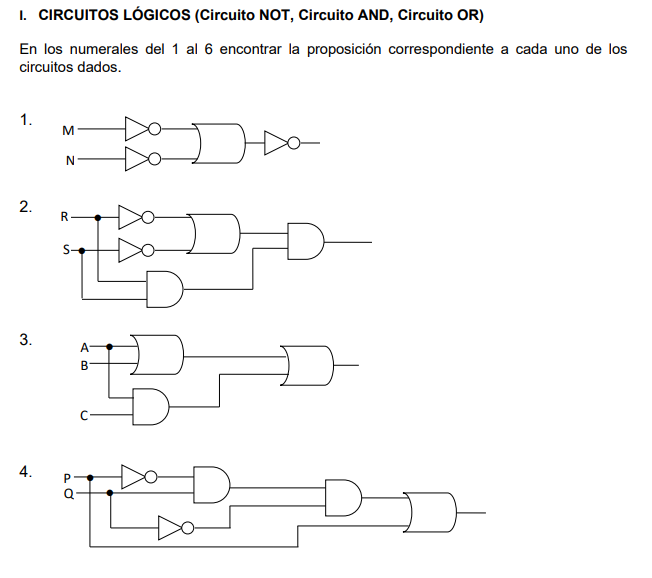 I. CIRCUITOS LÓGICOS (Circuito NOT, Circuito AND, Circuito OR)
En los numerales del 1 al 6 encontrar la proposición correspondiente a cada uno de los
circuitos dados.
1.
M
N
2.
R
S
3.
A
B
C
4.
P
Q